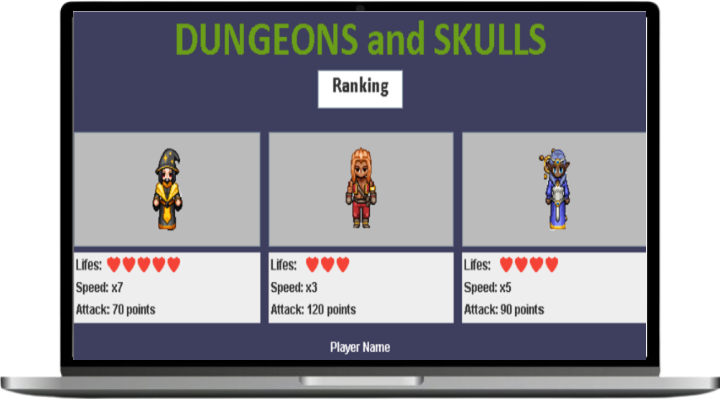 DUNGEONS and SKULLS
Ranking
Lifes:
Speed: x7
Attack: 70 points
Lifes:
Speed: x3
Attack: 120 points
Lifes:
Speed: x5
Attack: 90 points
Player Name